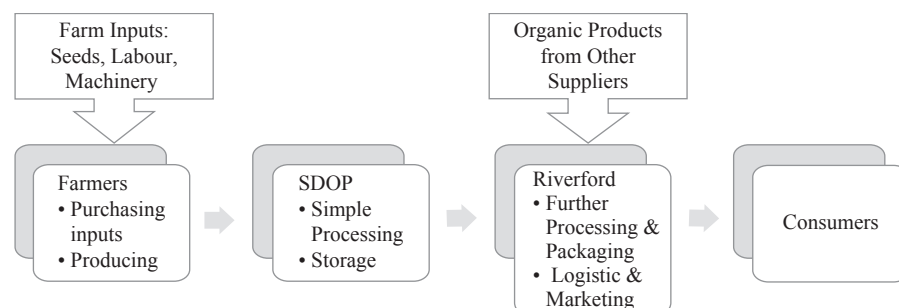 Farm Inputs:
Seeds, Labour,
Machinery
Organic Products
from Other
Suppliers
Farmers
• Purchasing
inputs
• Producing
SDOP
• Simple
Processing
• Storage
Riverford
• Further
Processing &
Packaging
• Logistic &
Marketing
Consumers